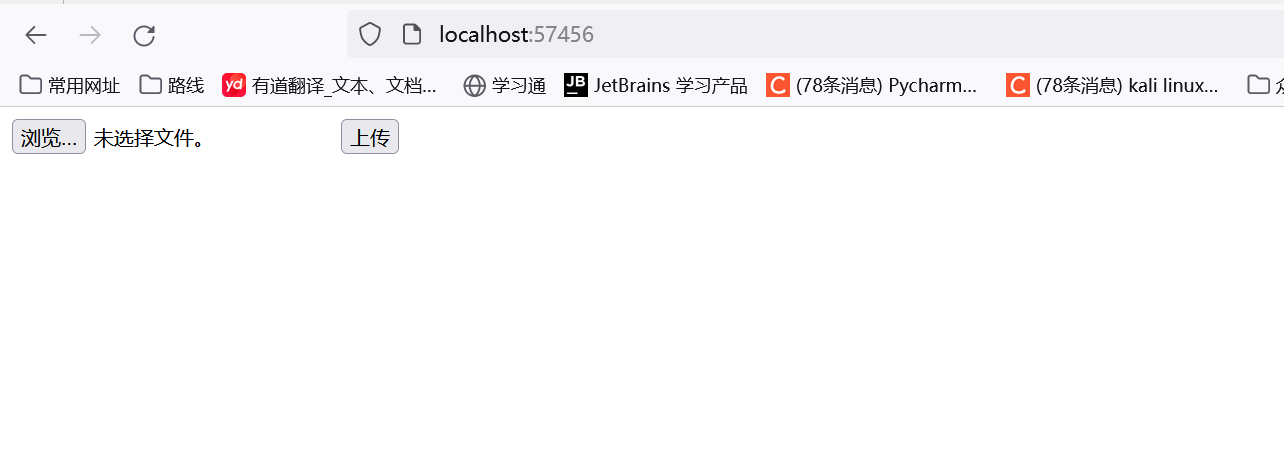 localhost:57456
常用网址 路线 yd 有道翻译_文本、文档... 学习通 JB JetBrains 学习产品 C (78条消息) Pycharm... C (78条消息) kali linux...
浏览... 未选择文件。 上传